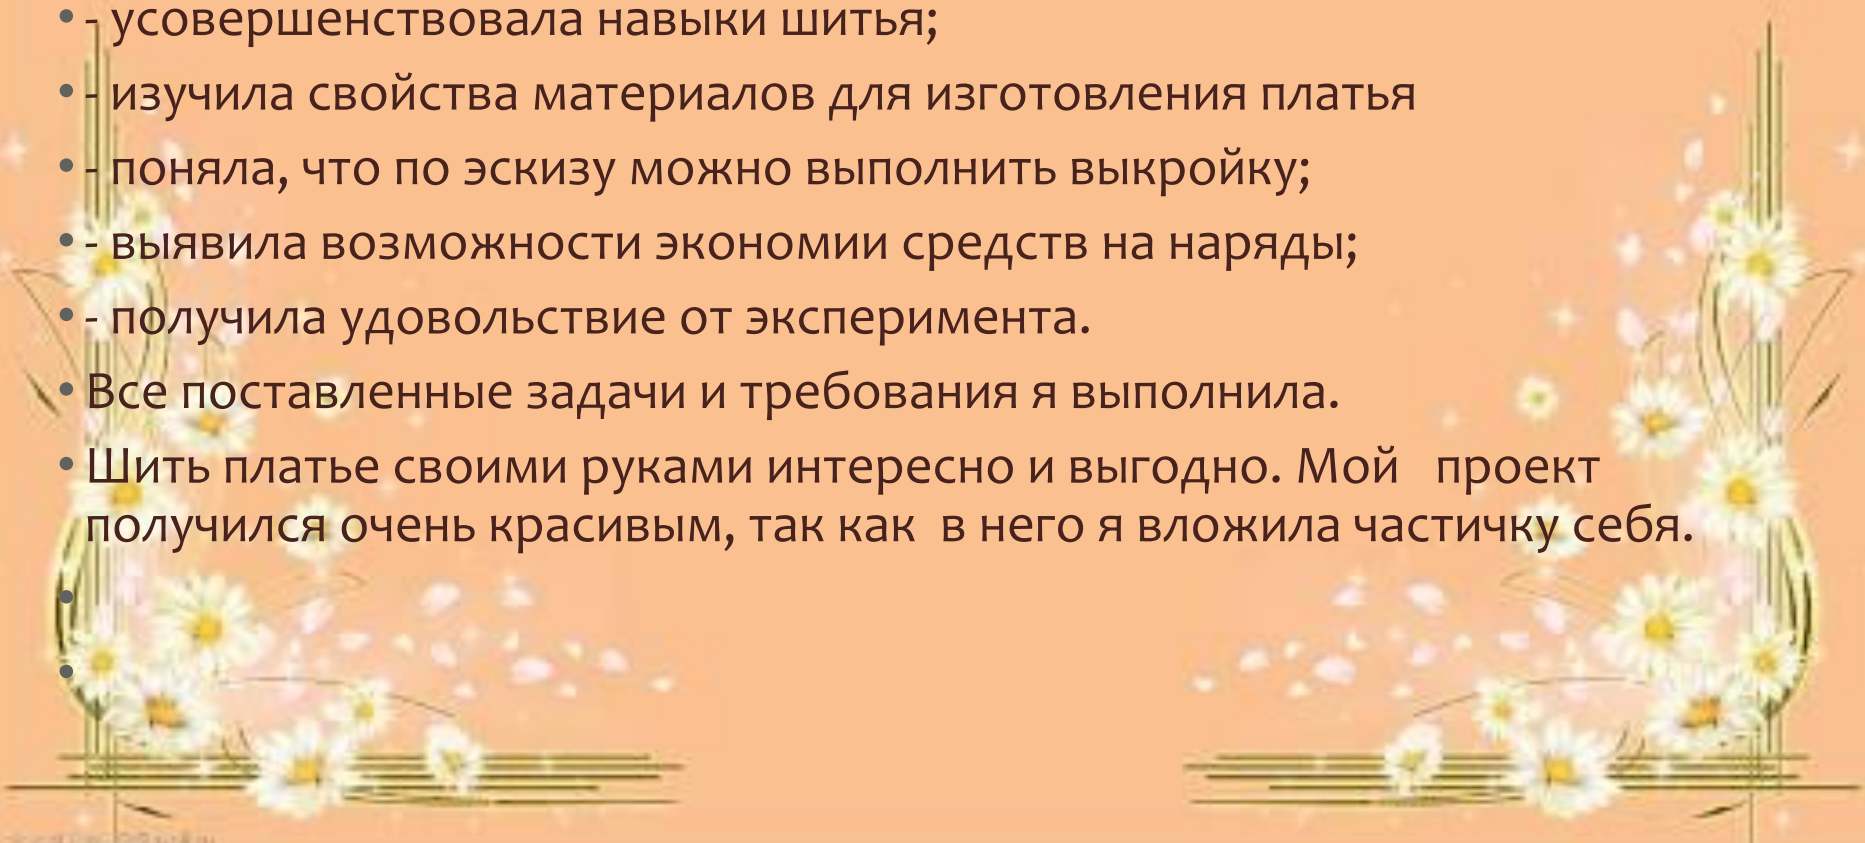 • - усовершенствовала навыки шитья;
• - изучила свойства материалов для изготовления платья
• - поняла, что по эскизу можно выполнить выкройку;
• - выявила возможности экономии средств на наряды;
• - получила удовольствие от эксперимента.
• Все поставленные задачи и требования я выполнила.
• Шить платье своими руками интересно и выгодно. Мой   проект
получился очень красивым, так как  в него я вложила частичку себя.
•
•